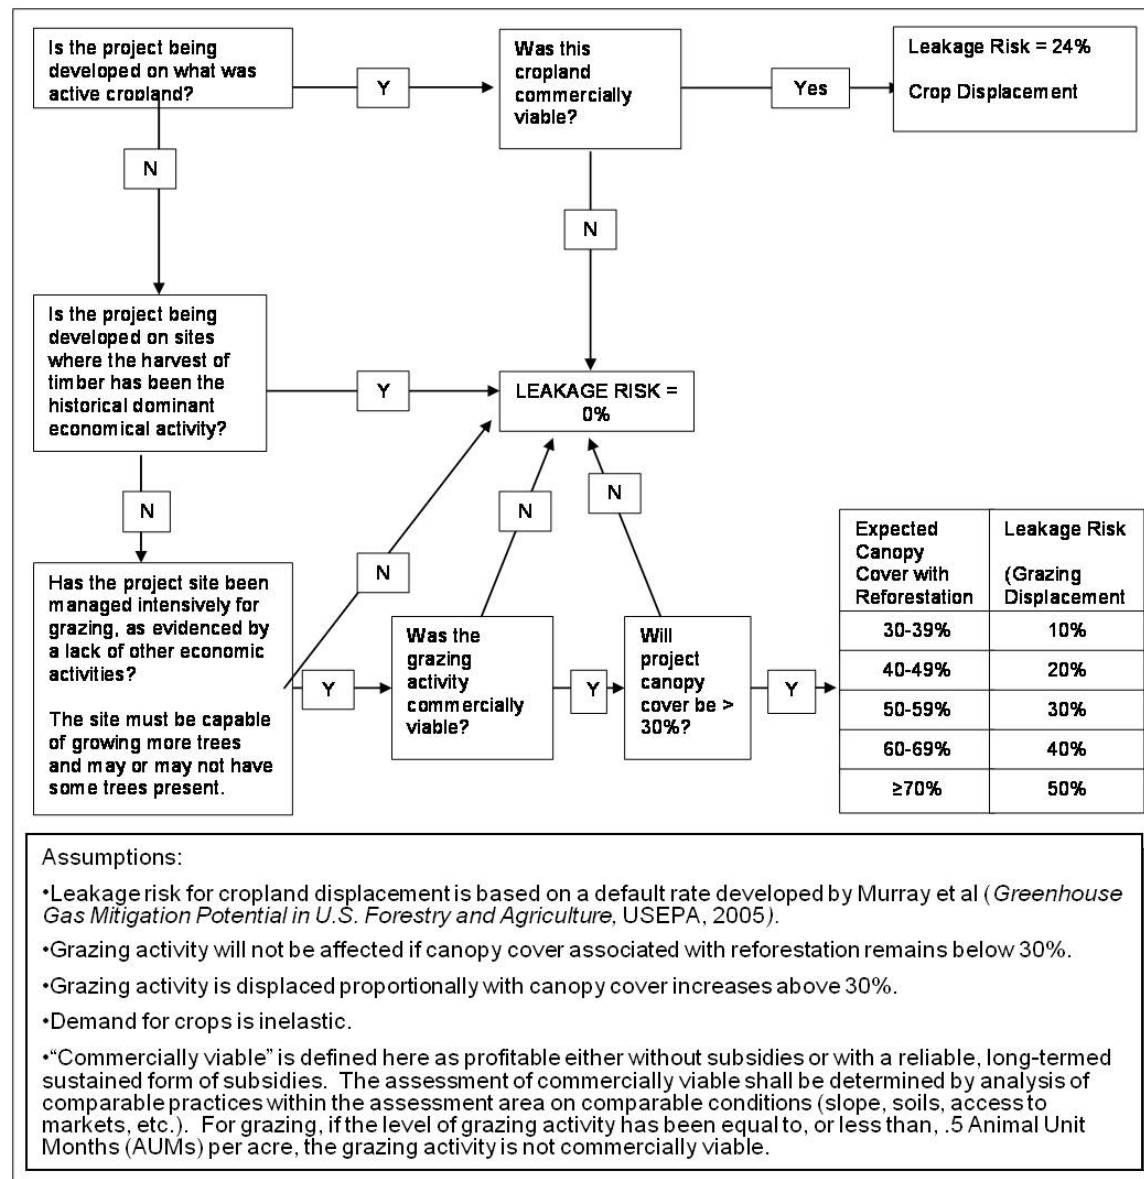 Is the project being
developed on what was
active cropland?
Y
Was this
cropland
commercially
viable?
Yes
Leakage Risk = 24%
Crop Displacement
N
N
Is the project being
developed on sites
where the harvest of
timber has been the
historical dominant
economical activity?
Y
LEAKAGE RISK =
0%
N
N
N
N
Has the project site been
managed intensively for
grazing, as evidenced by
a lack of other economic
activities?
The site must be capable
of growing more trees
and may or may not have
some trees present.
Y
Was the
grazing
activity
commercially
viable?
Y
Will
project
canopy
cover be >
30%?
Y
Expected
Canopy
Cover with
Reforestation
Leakage Risk
(Grazing
Displacement
30-39% 10%
40-49% 20%
50-59% 30%
60-69% 40%
≥70% 50%
Assumptions:
•Leakage risk for cropland displacement is based on a default rate developed by Murray et al (Greenhouse
Gas Mitigation Potential in U.S. Forestry and Agriculture, USEPA, 2005).
•Grazing activity will not be affected if canopy cover associated with reforestation remains below 30%.
•Grazing activity is displaced proportionally with canopy cover increases above 30%.
•Demand for crops is inelastic.
•“Commercially viable” is defined here as profitable either without subsidies or with a reliable, long-termed
sustained form of subsidies. The assessment of commercially viable shall be determined by analysis of
comparable practices within the assessment area on comparable conditions (slope, soils, access to
markets, etc.). For grazing, if the level of grazing activity has been equal to, or less than, .5 Animal Unit
Months (AUMs) per acre, the grazing activity is not commercially viable.